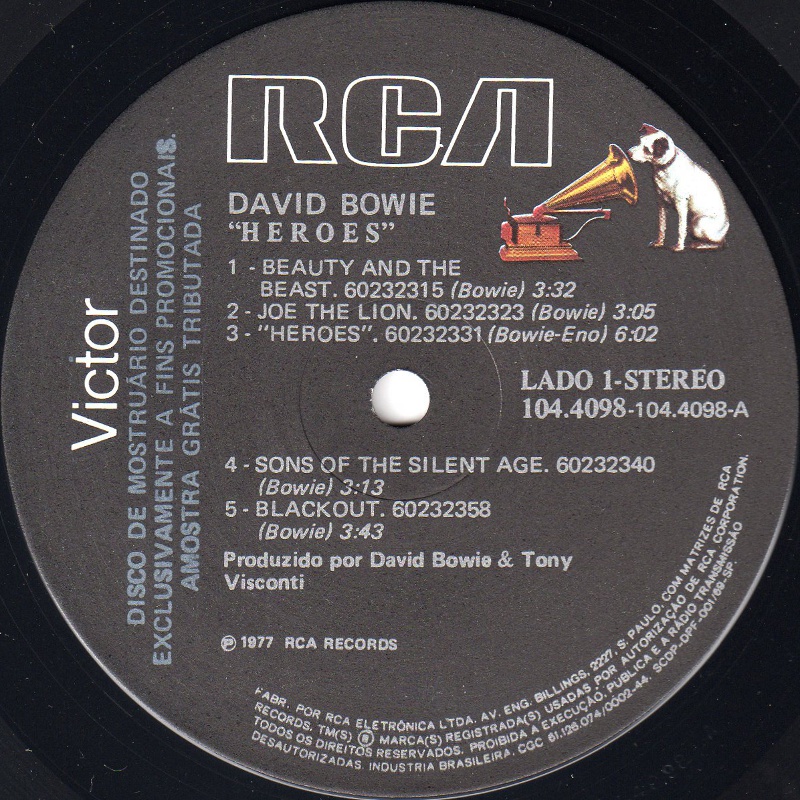 RCA
DAVID BOWIE
“HEROES”
1 - BEAUTY AND THE
BEAST. 60232315 (Bowie) 3:32
2 - JOE THE LION. 60232323 (Bowie) 3:05
3 - "HEROES". 60232331 (Bowie-Eno) 6:02
LADO 1-STEREO
104.4098-104.4098-A
4 - SONS OF THE SILENT AGE. 60232340
(Bowie) 3:13
5 - BLACKOUT. 60232358
(Bowie) 3:43
Produzido por David Bowie & Tony
Visconti
℗ 1977 RCA RECORDS
Victor
DISCO DE MOSTRUÁRIO DESTINADO
EXCLUSIVAMENTE A FINS PROMOCIONAIS.
AMOSTRA GRÁTIS TRIBUTADA
FABR. POR RCA ELETRÔNICA LTDA. AV. ENG. BILLINGS, 2227, S. PAULO, COM MATRIZES DE RCA
RECORDS. TM(S) ® MARCA(S) REGISTRADA(S) USADAS POR AUTORIZAÇÃO DE RCA CORPORATION.
TODOS OS DIREITOS RESERVADOS. PROIBIDA A EXECUÇÃO, PUBLICA E A RÁDIO TRANSMISSÃO
DESAUTORIZADAS. INDUSTRIA BRASILEIRA. CGC 61.126.074/0002-44. SCDP-DPF-001/69-SP.